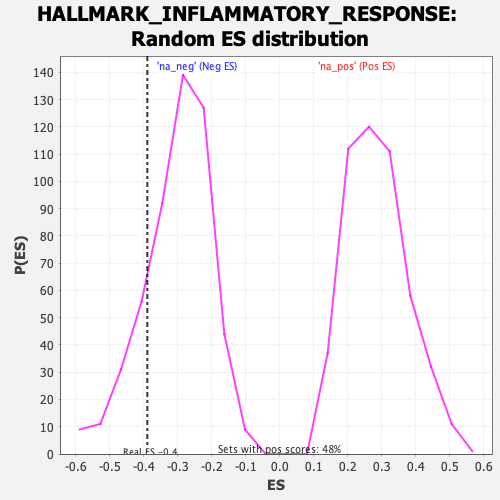 HALLMARK_INFLAMMATORY_RESPONSE:
Random ES distribution
'na_neg' (Neg ES)
'na_pos' (Pos ES)
140
130
120
110
100
90
80
70
60
50
40
30
20
10
0
P(ES)
Real ES -0.4
Sets with pos scores: 48%
-0.6 -0.5 -0.4 -0.3 -0.2 -0.1 0.0 0.1 0.2 0.3 0.4 0.5 0.6
ES